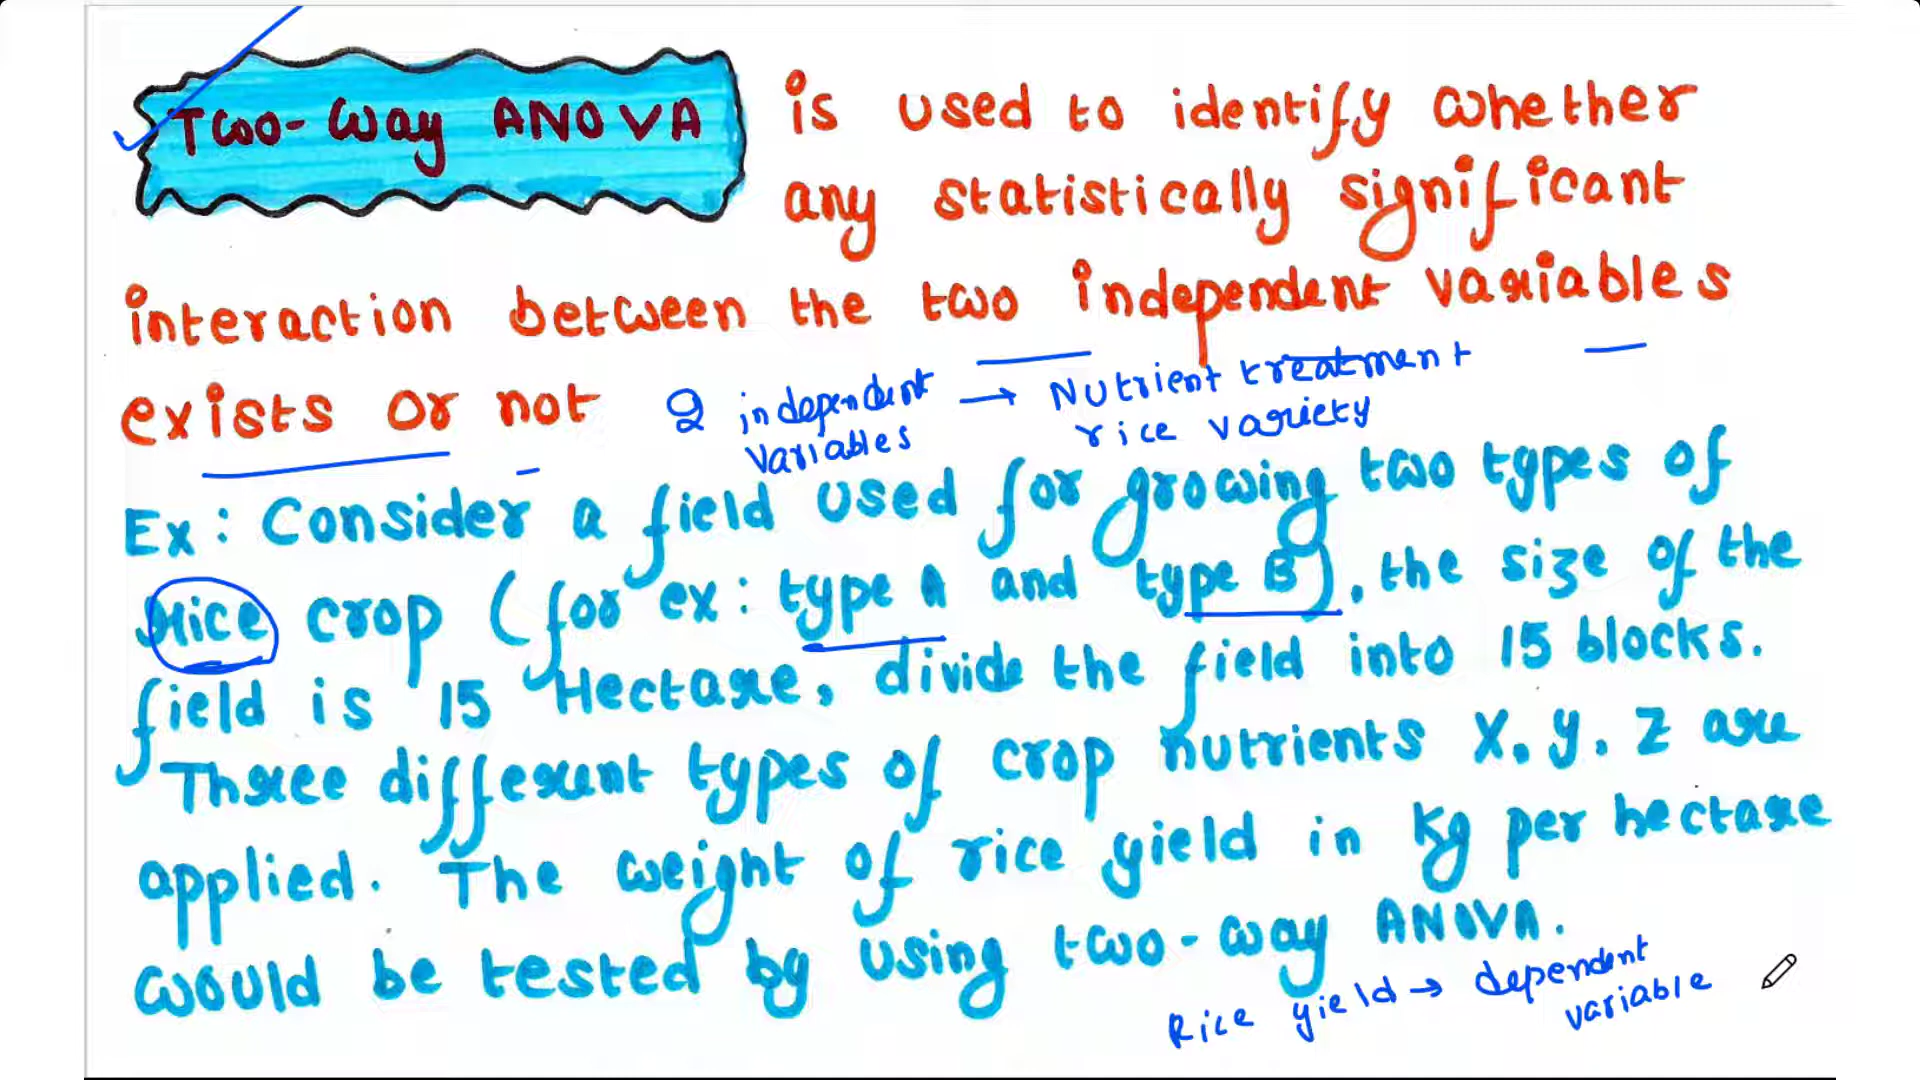 Two-Way ANOVA is used to identify whether
any statistically significant
interaction between the two independent variables
exists or not
2 independent variables → Nutrient treatment
rice variety
Ex: Consider a field used for growing two types of
rice crop (for ex: type A and type B), the size of the
field is 15 Hectare, divide the field into 15 blocks.
Three different types of crop nutrients X, Y, Z are
applied. The weight of rice yield in Kg per hectare
would be tested by using two-way ANOVA.
Rice yield → dependent
variable